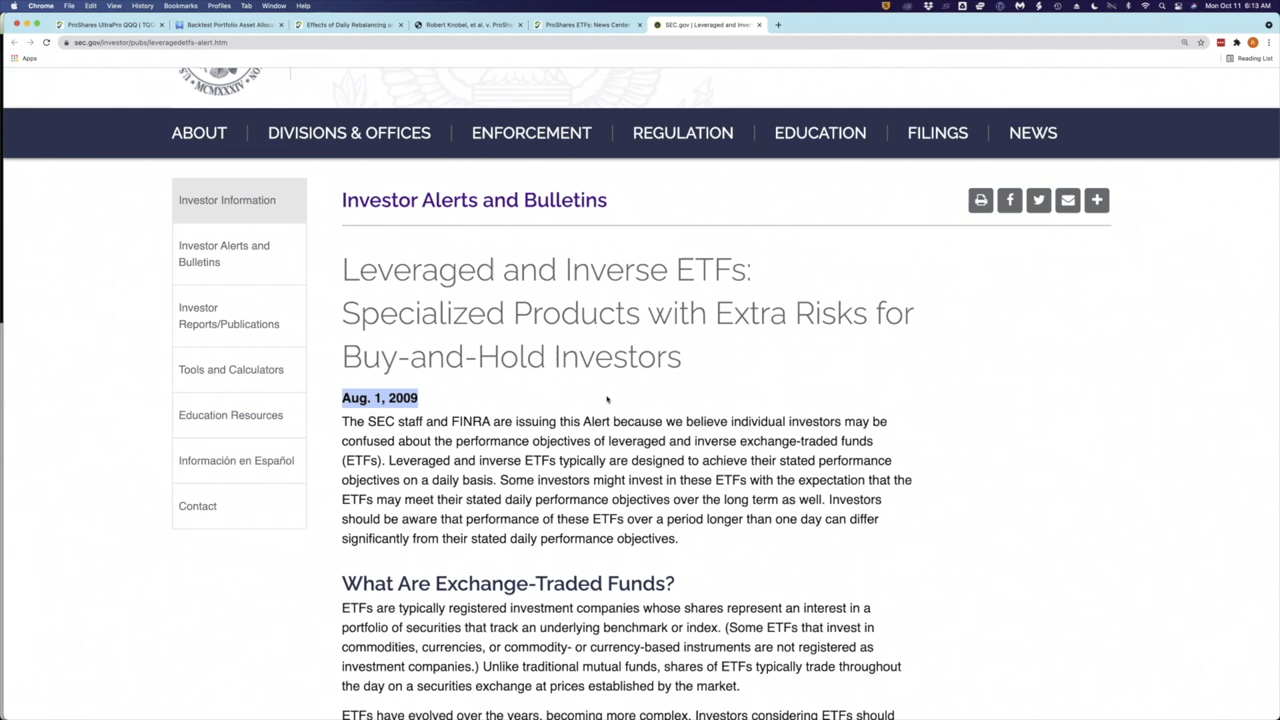 Chrome File Edit View History Bookmarks Profiles Tab Window Help
Mon Oct 11 6:13 AM
ProShares UltraPro QQQ | TQQ
Backtest Portfolio Asset Alloc
Effects of Daily Rebalancing a
Robert Knobel, et al. v. ProSha
ProShares ETFs: News Center
SEC.gov | Leveraged and Inver
sec.gov/investor/pubs/leveragedetfs-alert.htm
Apps
Reading List
MCMXXXIV
ABOUT
DIVISIONS & OFFICES
ENFORCEMENT
REGULATION
EDUCATION
FILINGS
NEWS
Investor Information
Investor Alerts and
Bulletins
Investor
Reports/Publications
Tools and Calculators
Education Resources
Información en Español
Contact
Investor Alerts and Bulletins
Leveraged and Inverse ETFs:
Specialized Products with Extra Risks for
Buy-and-Hold Investors
Aug. 1, 2009
The SEC staff and FINRA are issuing this Alert because we believe individual investors may be
confused about the performance objectives of leveraged and inverse exchange-traded funds
(ETFs). Leveraged and inverse ETFs typically are designed to achieve their stated performance
objectives on a daily basis. Some investors might invest in these ETFs with the expectation that the
ETFs may meet their stated daily performance objectives over the long term as well. Investors
should be aware that performance of these ETFs over a period longer than one day can differ
significantly from their stated daily performance objectives.
What Are Exchange-Traded Funds?
ETFs are typically registered investment companies whose shares represent an interest in a
portfolio of securities that track an underlying benchmark or index. (Some ETFs that invest in
commodities, currencies, or commodity- or currency-based instruments are not registered as
investment companies.) Unlike traditional mutual funds, shares of ETFs typically trade throughout
the day on a securities exchange at prices established by the market.
ETFs have evolved over the years, becoming more complex. Investors considering ETFs should